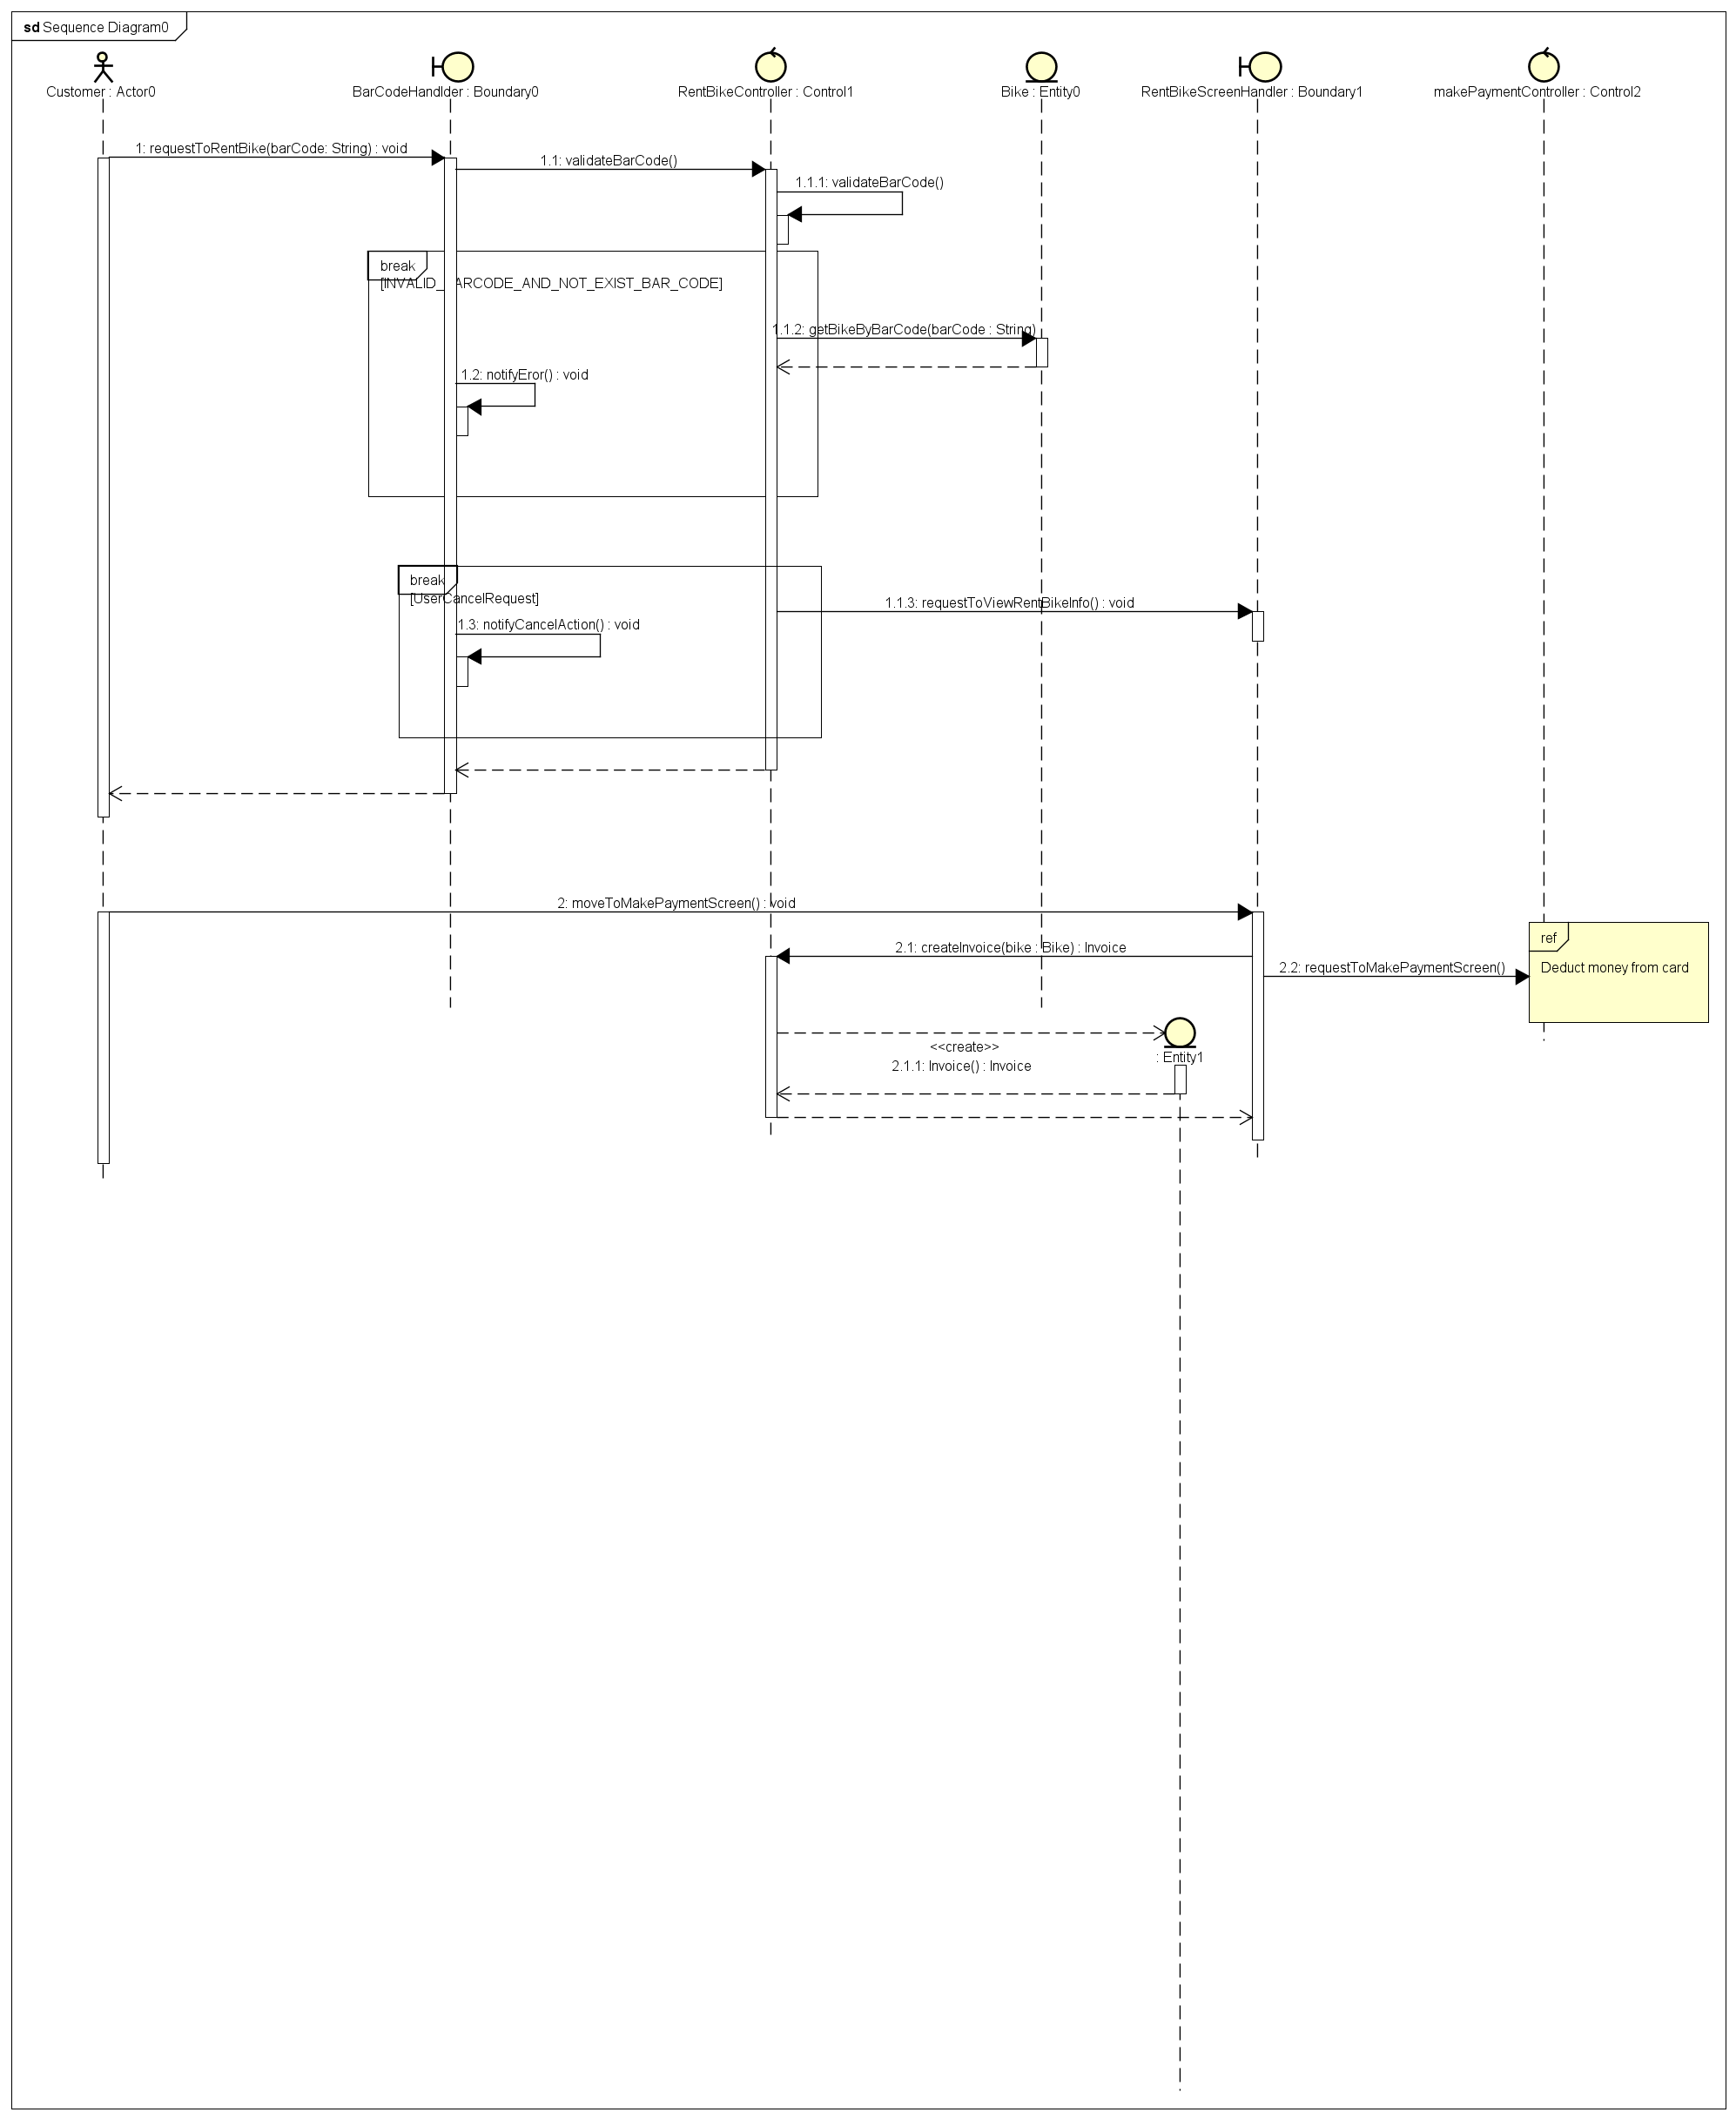 sd Sequence Diagram0
Customer : Actor0
BarCodeHandlder : Boundary0
RentBikeController : Control1
Bike : Entity0
RentBikeScreenHandler : Boundary1
makePaymentController : Control2
1: requestToRentBike(barCode: String) : void
1.1: validateBarCode()
1.1.1: validateBarCode()
break
[INVALID_BARCODE_AND_NOT_EXIST_BAR_CODE]
1.1.2: getBikeByBarCode(barCode : String)
1.2: notifyEror() : void
break
[UserCancelRequest]
1.1.3: requestToViewRentBikeInfo() : void
1.3: notifyCancelAction() : void
2: moveToMakePaymentScreen() : void
ref
2.1: createInvoice(bike : Bike) : Invoice
2.2: requestToMakePaymentScreen()
Deduct money from card
<<create>>
2.1.1: Invoice() : Invoice
: Entity1